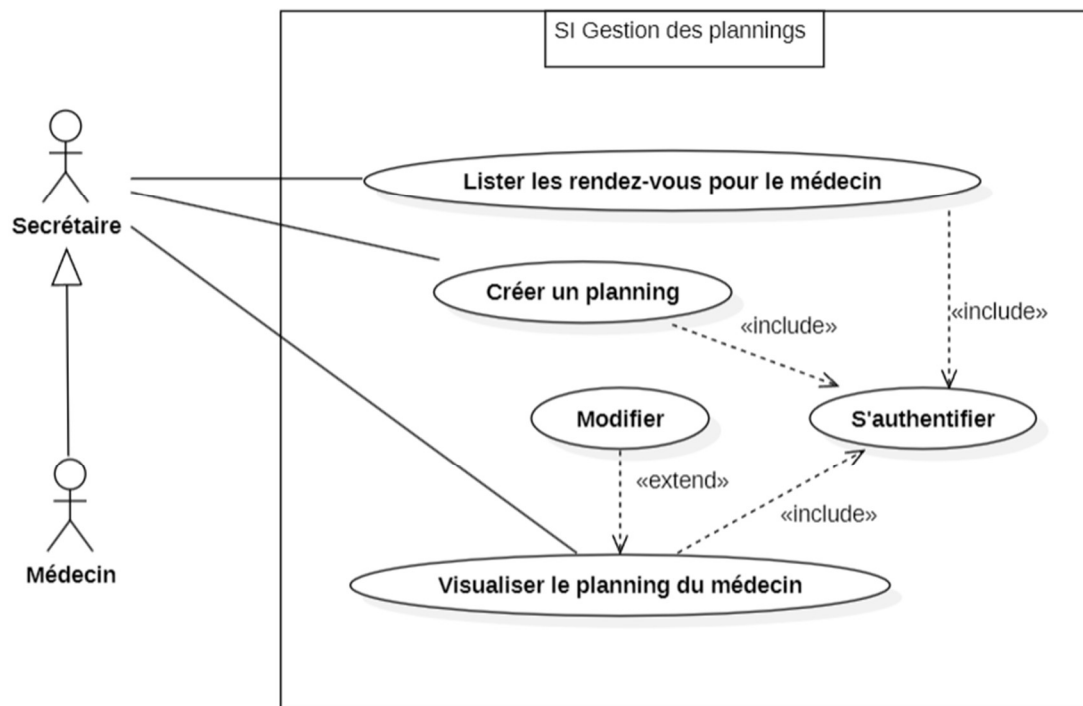 SI Gestion des plannings
Lister les rendez-vous pour le médecin
Secrétaire
Créer un planning
«include»
«include»
Modifier
S'authentifier
«extend»
«include»
Médecin
Visualiser le planning du médecin